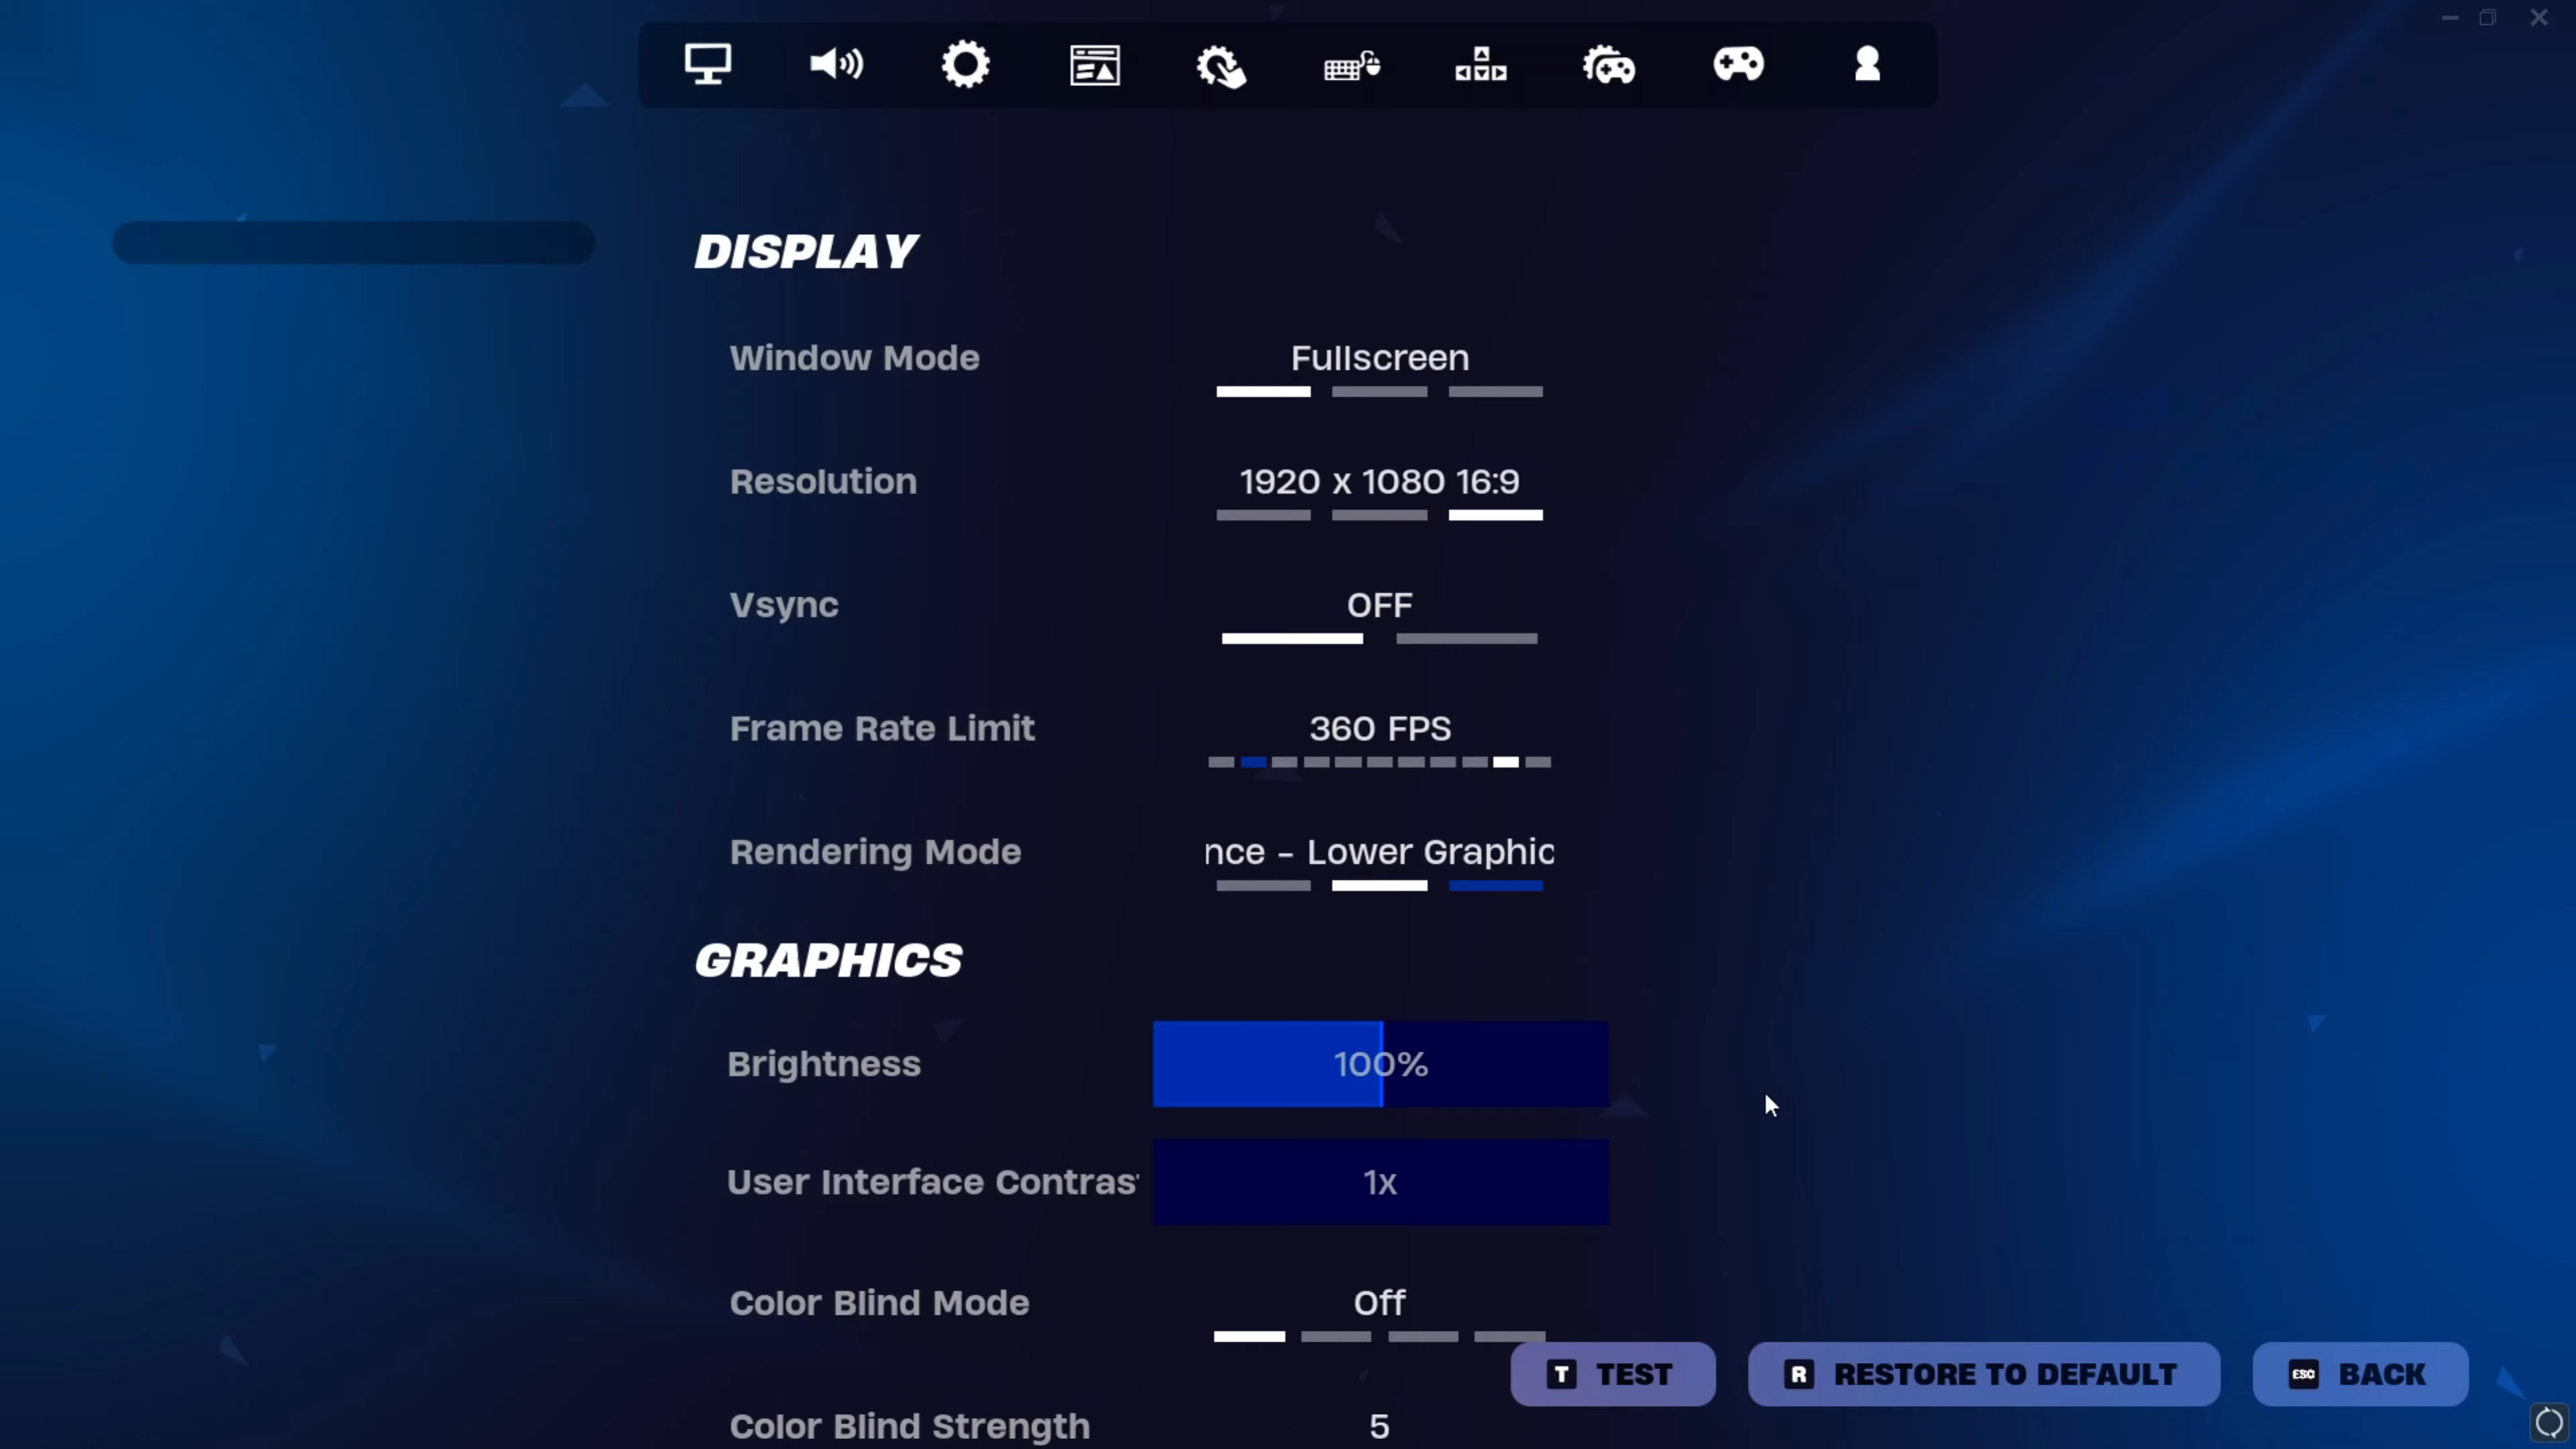 DISPLAY
Window Mode
Fullscreen
Resolution
1920 x 1080 16:9
Vsync
OFF
Frame Rate Limit
360 FPS
Rendering Mode
nce - Lower Graphic
GRAPHICS
Brightness
100%
User Interface Contras
1x
Color Blind Mode
Off
T TEST
R RESTORE TO DEFAULT
ESC BACK
Color Blind Strength
5